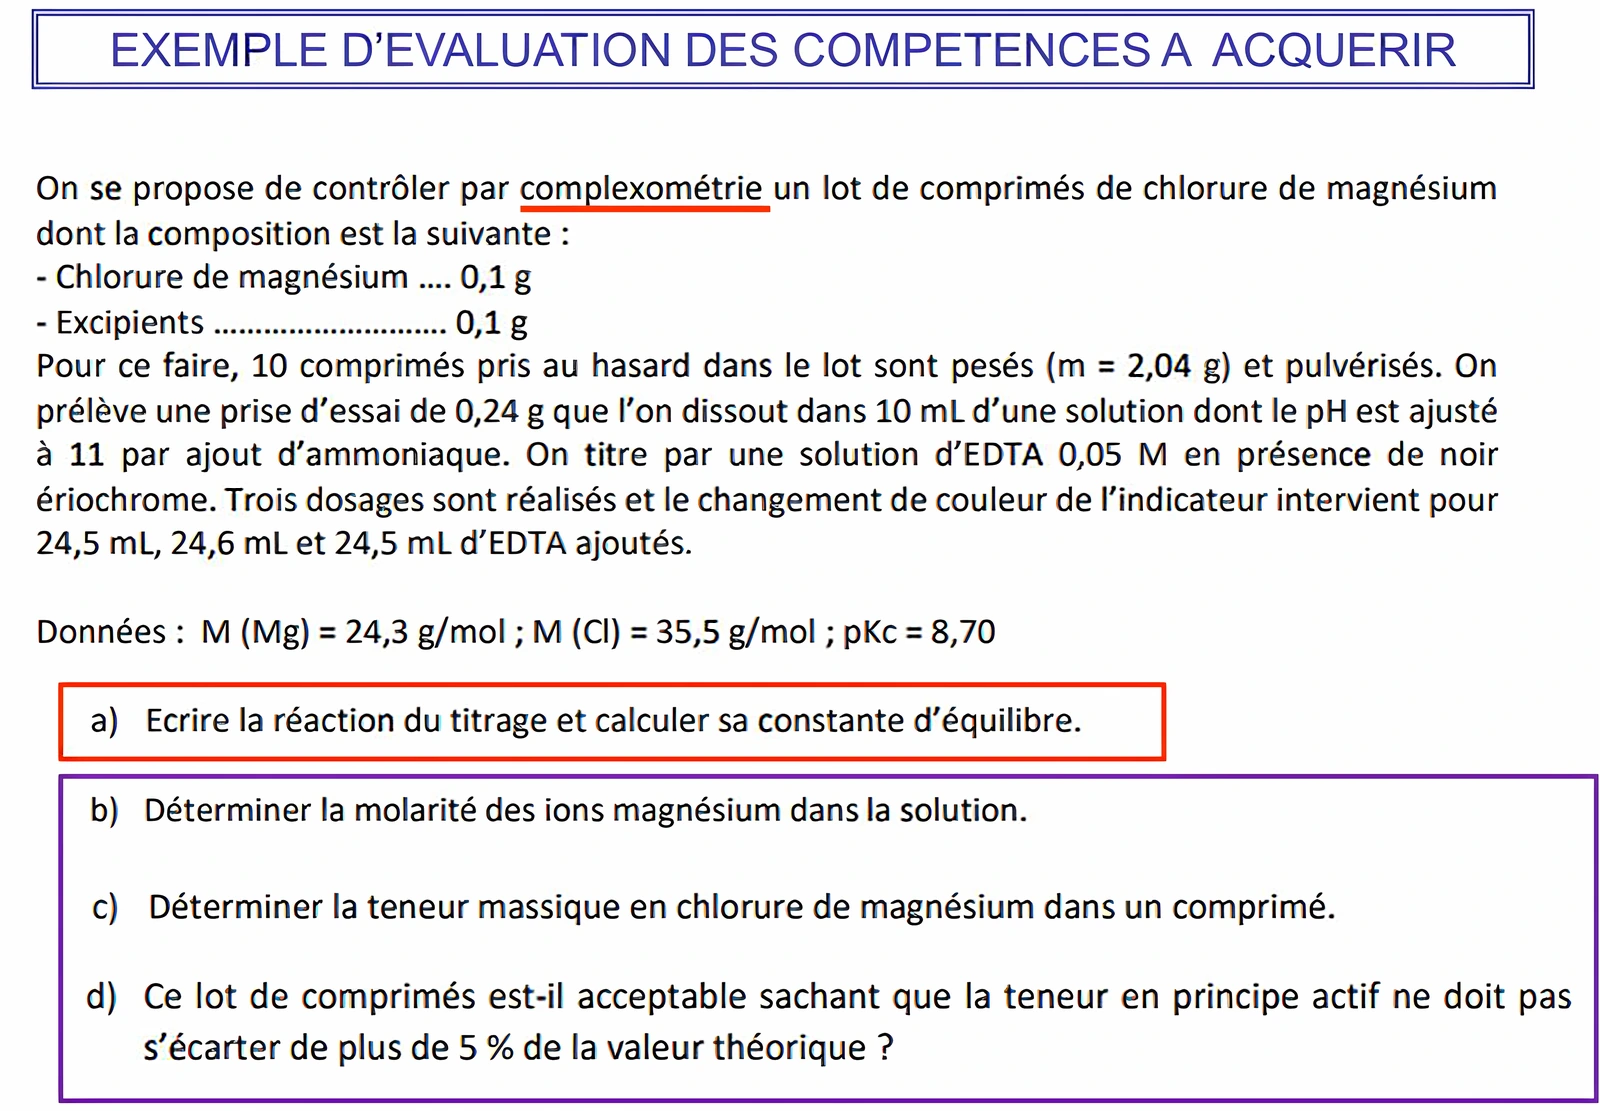 EXEMPLE D’EVALUATION DES COMPETENCES A ACQUERIR
On se propose de contrôler par complexométrie un lot de comprimés de chlorure de magnésium
dont la composition est la suivante :
- Chlorure de magnésium .... 0,1 g
- Excipients ............................ 0,1 g
Pour ce faire, 10 comprimés pris au hasard dans le lot sont pesés (m = 2,04 g) et pulvérisés. On
prélève une prise d’essai de 0,24 g que l’on dissout dans 10 mL d’une solution dont le pH est ajusté
à 11 par ajout d’ammoniaque. On titre par une solution d’EDTA 0,05 M en présence de noir
ériochrome. Trois dosages sont réalisés et le changement de couleur de l’indicateur intervient pour
24,5 mL, 24,6 mL et 24,5 mL d’EDTA ajoutés.
Données : M (Mg) = 24,3 g/mol ; M (Cl) = 35,5 g/mol ; pKc = 8,70
a) Ecrire la réaction du titrage et calculer sa constante d’équilibre.
b) Déterminer la molarité des ions magnésium dans la solution.
c) Déterminer la teneur massique en chlorure de magnésium dans un comprimé.
d) Ce lot de comprimés est-il acceptable sachant que la teneur en principe actif ne doit pas
s’écarter de plus de 5 % de la valeur théorique ?